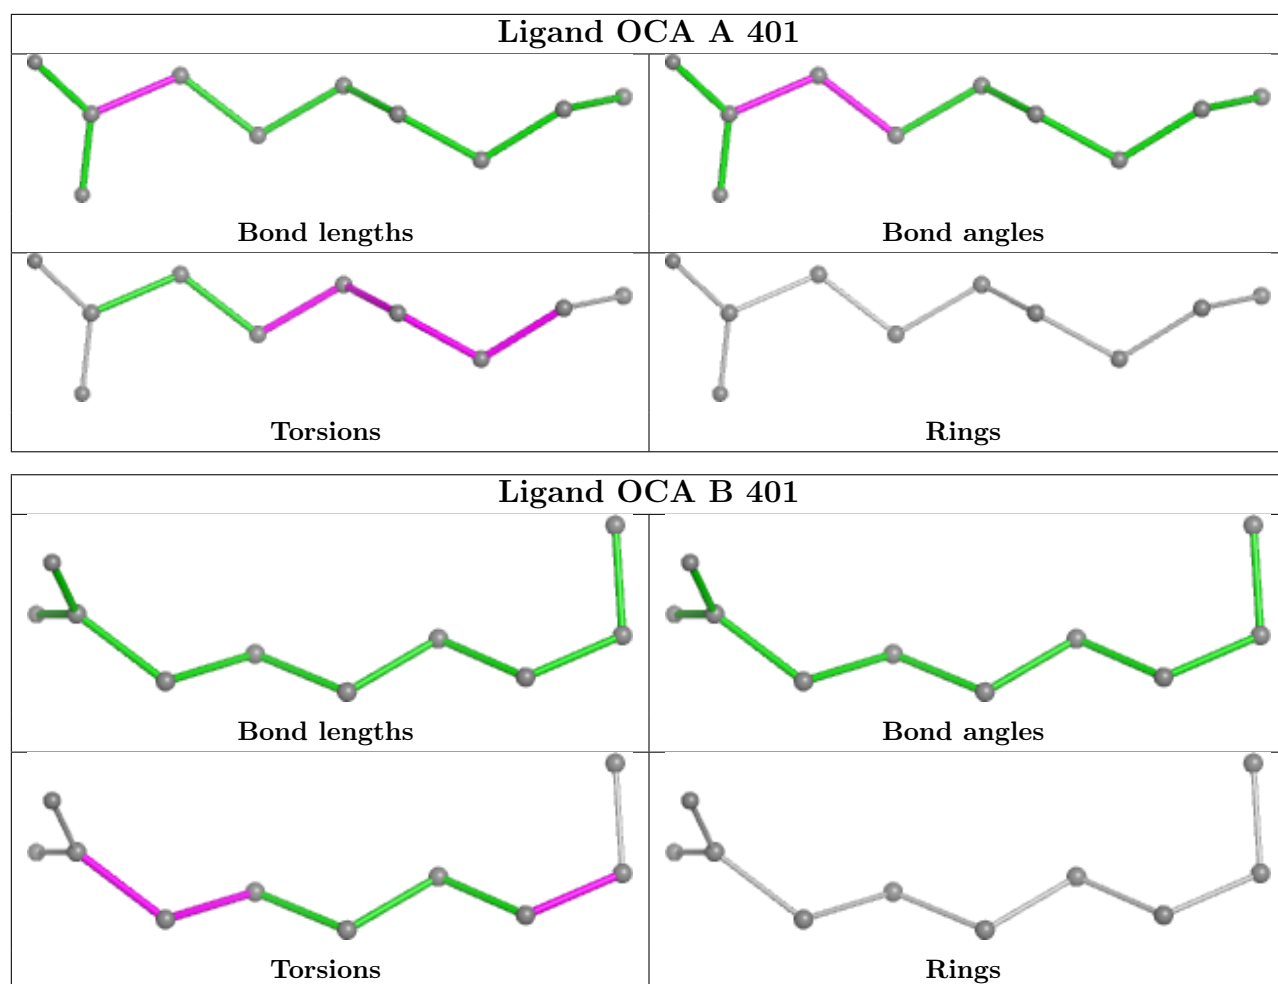 Ligand OCA A 401
Bond lengths
Bond angles
Torsions
Rings
Ligand OCA B 401
Bond lengths
Bond angles
Torsions
Rings